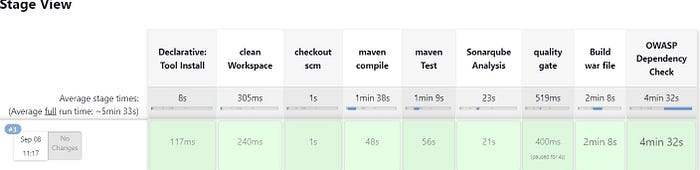 Stage View
Declarative: Tool Install
clean Workspace
checkout scm
maven compile
maven Test
Sonarqube Analysis
quality gate
Build war file
OWASP Dependency Check
Average stage times:
(Average full run time: ~5min 33s)
8s
305ms
1s
1min 38s
1min 9s
23s
519ms
2min 8s
4min 32s
#3
Sep 08
11:17
No Changes
117ms
240ms
1s
48s
56s
21s
400ms
(paused for 4s)
2min 8s
4min 32s